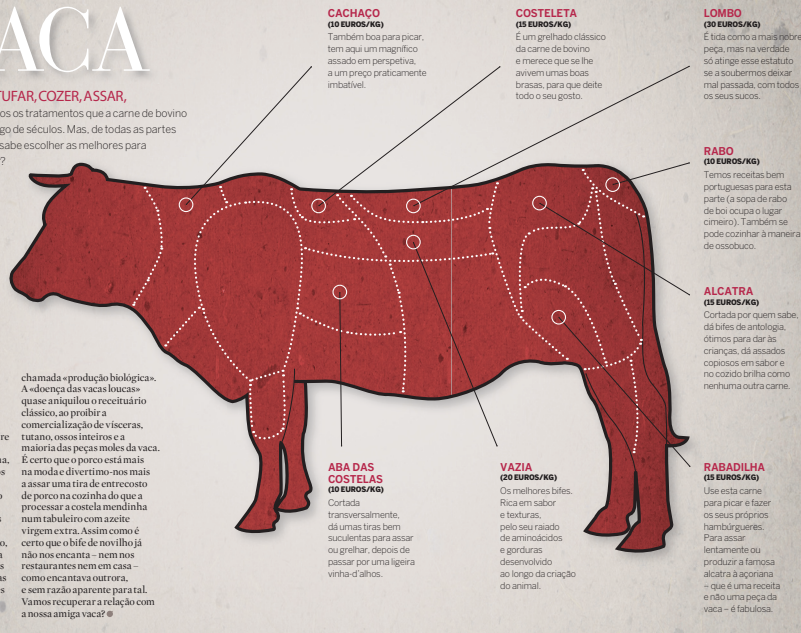 ACA
TUFAR, COZER, ASSAR,
os os tratamentos que a carne de bovino
go de séculos. Mas, de todas as partes
sabe escolher as melhores para
?
CACHAÇO
(10 EUROS/KG)
Também boa para picar,
tem aqui um magnífico
assado em perspetiva,
a um preço praticamente
imbatível.
COSTELETA
(15 EUROS/KG)
É um grelhado clássico
da carne de bovino
e merece que se lhe
avivem umas boas
brasas, para que deite
todo o seu gosto.
LOMBO
(30 EUROS/KG)
É tida como a mais nobre
peça, mas na verdade
só atinge esse estatuto
se a soubermos deixar
mal passada, com todos
os seus sucos.
RABO
(10 EUROS/KG)
Temos receitas bem
portuguesas para esta
parte (a sopa de rabo
de boi ocupa o lugar
cimeiro). Também se
pode cozinhar à maneira
de ossobuco.
ALCATRA
(15 EUROS/KG)
Cortada por quem sabe,
dá bifes de antologia,
ótimos para dar às
crianças, dá assados
copiosos em sabor e
no cozido brilha como
nenhuma outra carne.
chamada «produção biológica».
A «doença das vacas loucas»
quase aniquilou o receituário
clássico, ao proibir a
comercialização de vísceras,
tutano, ossos inteiros e a
maioria das peças moles da vaca.
É certo que o porco está mais
na moda e divertimo-nos mais
a assar uma tira de entrecosto
de porco na cozinha do que a
processar a costela mendinha
num tabuleiro com azeite
virgem extra. Assim como é
certo que o bife de novilho já
não nos encanta – nem nos
restaurantes nem em casa –
como encantava outrora,
e sem razão aparente para tal.
Vamos recuperar a relação com
a nossa amiga vaca?
ABA DAS
COSTELAS
(10 EUROS/KG)
Cortada
transversalmente,
dá umas tiras bem
suculentas para assar
ou grelhar, depois de
passar por uma ligeira
vinha-d'alhos.
VAZIA
(20 EUROS/KG)
Os melhores bifes.
Rica em sabor
e texturas,
pelo seu raiado
de aminoácidos
e gorduras
desenvolvido
ao longo da criação
do animal.
RABADILHA
(15 EUROS/KG)
Use esta carne
para picar e fazer
os seus próprios
hambúrgueres.
Para assar
lentamente ou
produzir a famosa
alcatra à açoriana
– que é uma receita
e não uma peça da
vaca – é fabulosa.